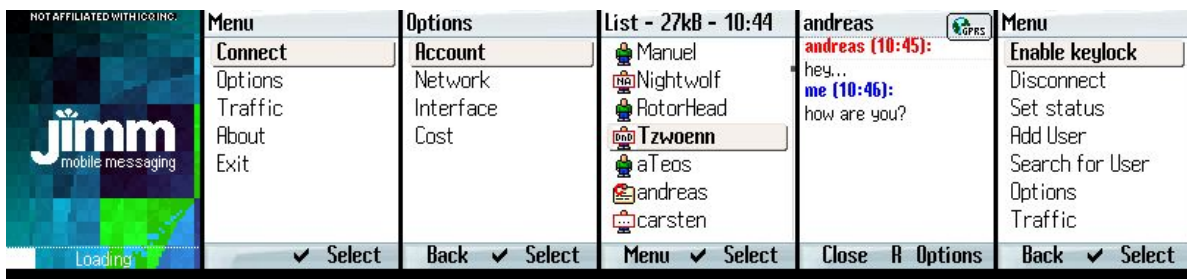 NOT AFFILIATED WITH ICQ INC.
jimm
mobile messaging
Loading
Menu
Connect
Options
Traffic
About
Exit
Select
Options
Account
Network
Interface
Cost
Back Select
List - 27kB - 10:44
Manuel
NA Nightwolf
RotorHead
DND Tzwoenn
aTeos
andreas
carsten
Menu Select
andreas GPRS
andreas (10:45):
hey...
me (10:46):
how are you?
Close R Options
Menu
Enable keylock
Disconnect
Set status
Add User
Search for User
Options
Traffic
Back Select